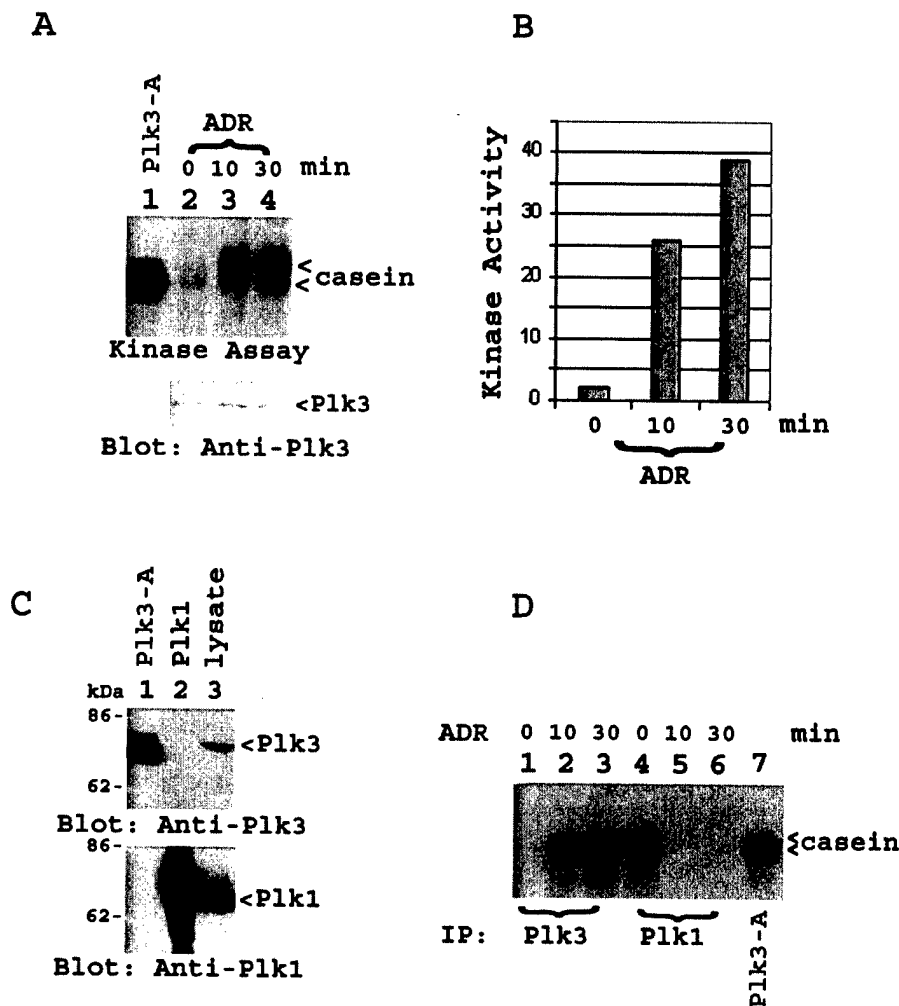 A
Plk3-A
ADR
0 10 30 min
1 2 3 4
< < casein
Kinase Assay
<Plk3
Blot: Anti-Plk3
B
Kinase Activity
40
30
20
10
0
0 10 30 min
ADR
C
Plk3-A Plk1 lysate
kDa 1 2 3
86-
<Plk3
62-
Blot: Anti-Plk3
86-
<Plk1
62-
Blot: Anti-Plk1
D
ADR 0 10 30 0 10 30 min
1 2 3 4 5 6 7
casein
IP: Plk3 Plk1 Plk3-A